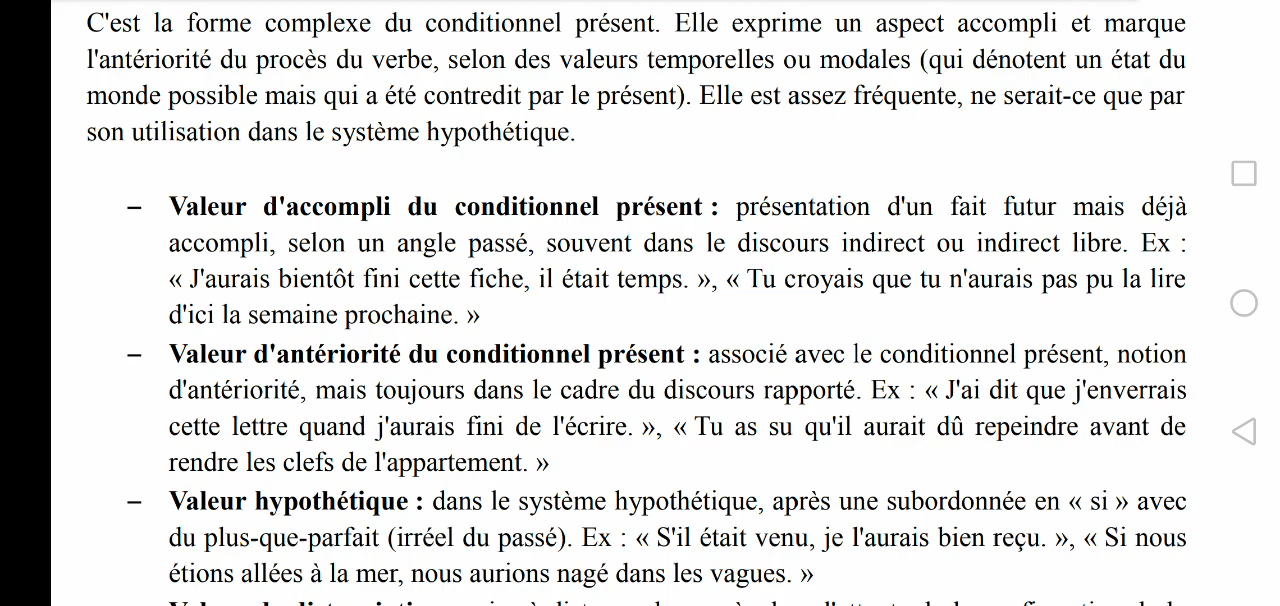 C'est la forme complexe du conditionnel présent. Elle exprime un aspect accompli et marque
l'antériorité du procès du verbe, selon des valeurs temporelles ou modales (qui dénotent un état du
monde possible mais qui a été contredit par le présent). Elle est assez fréquente, ne serait-ce que par
son utilisation dans le système hypothétique.
– Valeur d'accompli du conditionnel présent : présentation d'un fait futur mais déjà
accompli, selon un angle passé, souvent dans le discours indirect ou indirect libre. Ex :
« J'aurais bientôt fini cette fiche, il était temps. », « Tu croyais que tu n'aurais pas pu la lire
d'ici la semaine prochaine. »
– Valeur d'antériorité du conditionnel présent : associé avec le conditionnel présent, notion
d'antériorité, mais toujours dans le cadre du discours rapporté. Ex : « J'ai dit que j'enverrais
cette lettre quand j'aurais fini de l'écrire. », « Tu as su qu'il aurait dû repeindre avant de
rendre les clefs de l'appartement. »
– Valeur hypothétique : dans le système hypothétique, après une subordonnée en « si » avec
du plus-que-parfait (irréel du passé). Ex : « S'il était venu, je l'aurais bien reçu. », « Si nous
étions allées à la mer, nous aurions nagé dans les vagues. »